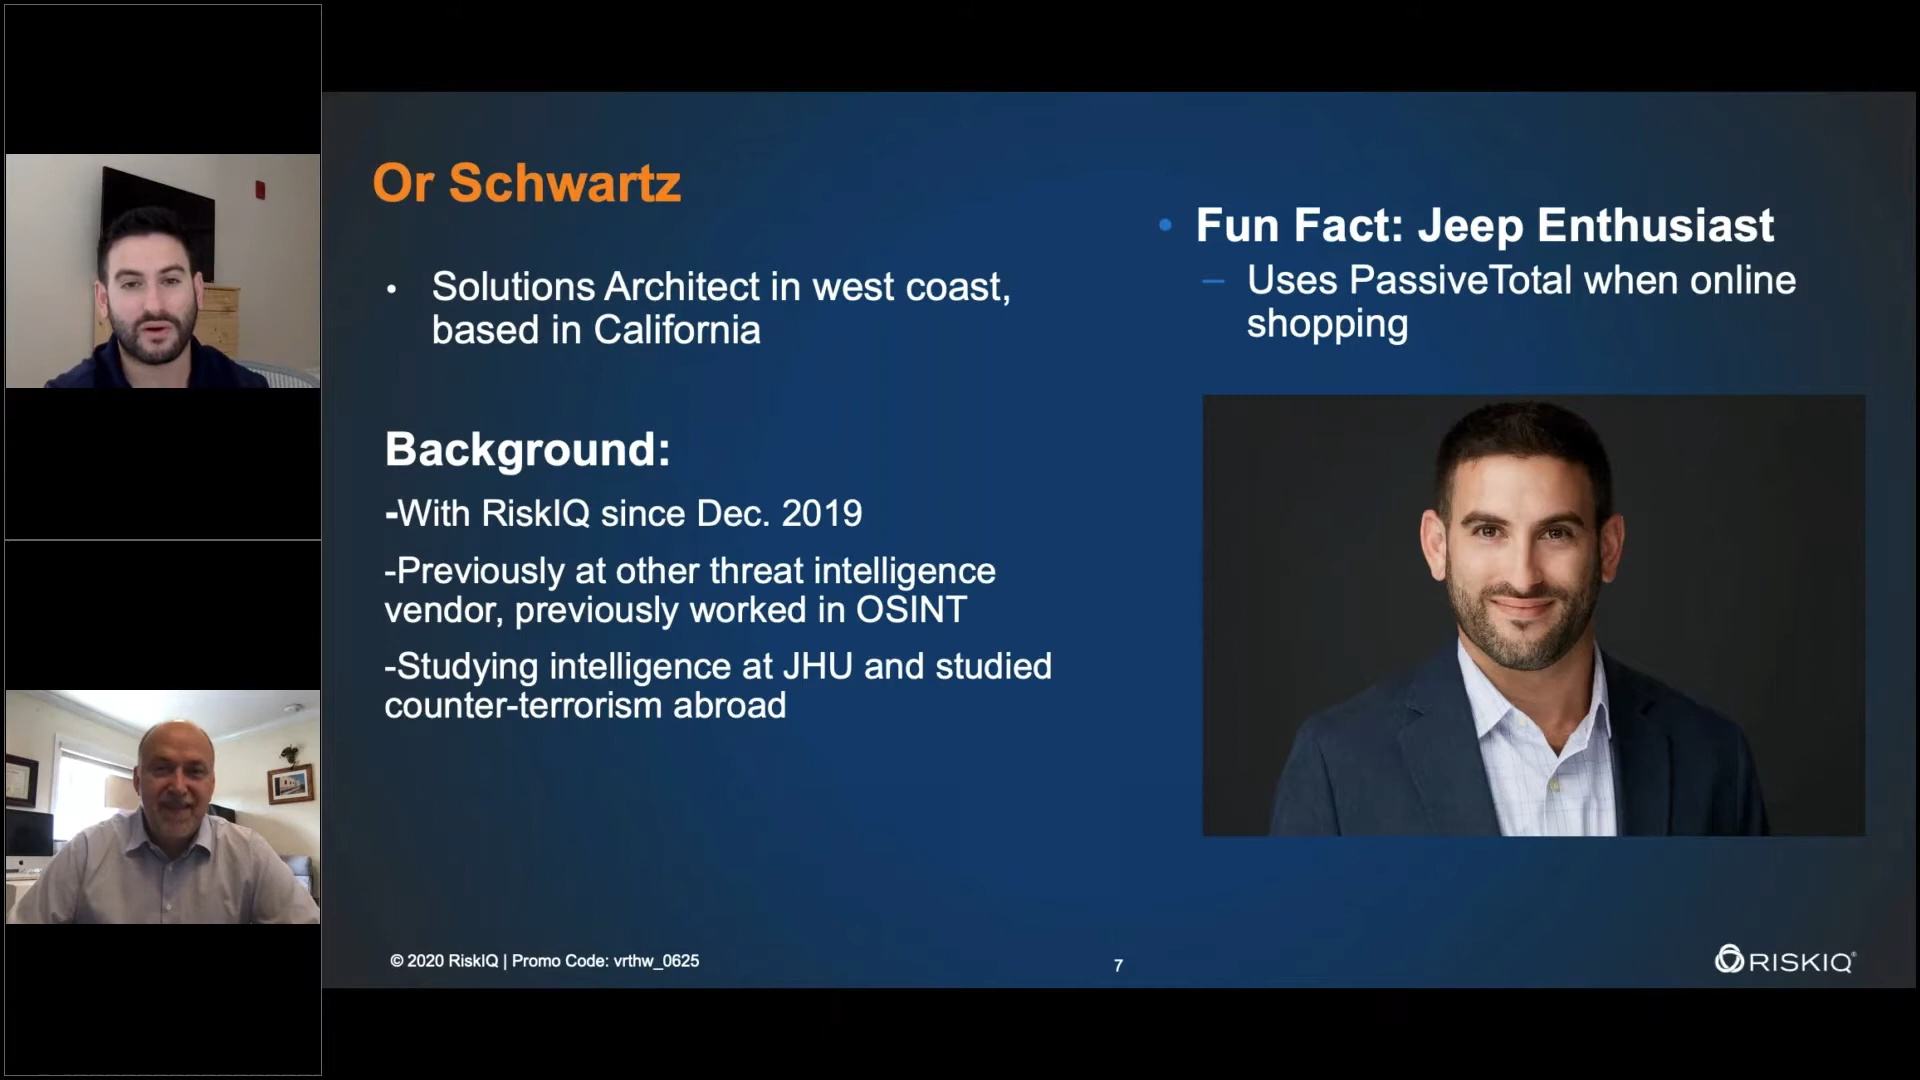 Or Schwartz
• Solutions Architect in west coast,
based in California
Background:
-With RiskIQ since Dec. 2019
-Previously at other threat intelligence
vendor, previously worked in OSINT
-Studying intelligence at JHU and studied
counter-terrorism abroad
• Fun Fact: Jeep Enthusiast
– Uses PassiveTotal when online
shopping
© 2020 RiskIQ | Promo Code: vrthw_0625
7
RISKIQ®